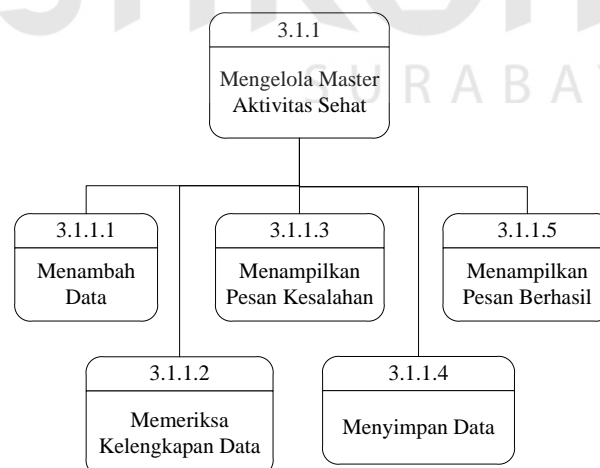 3.1.1
Mengelola Master
Aktivitas Sehat
SURABAY
3.1.1.1
Menambah
Data
3.1.1.3
Menampilkan
Pesan Kesalahan
3.1.1.5
Menampilkan
Pesan Berhasil
3.1.1.2
Memeriksa
Kelengkapan Data
3.1.1.4
Menyimpan Data